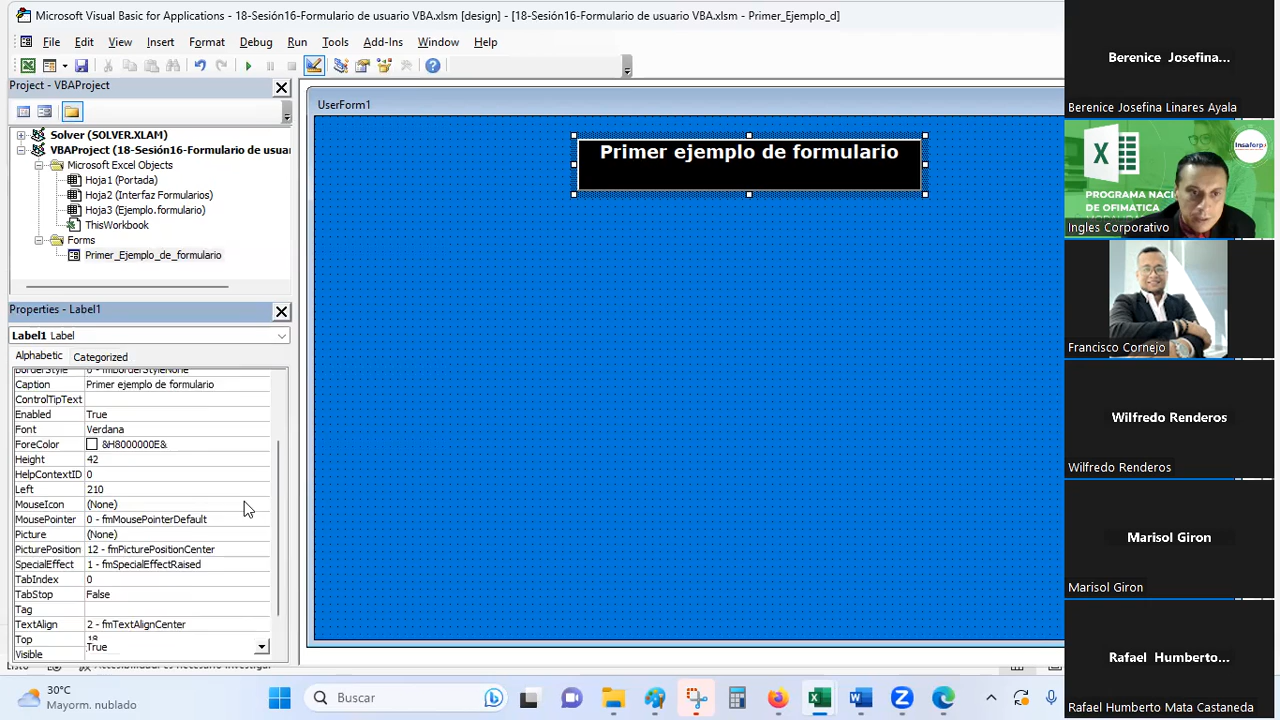 Microsoft Visual Basic for Applications - 18-Sesión16-Formulario de usuario VBA.xlsm [design] - [18-Sesión16-Formulario de usuario VBA.xlsm - Primer_Ejemplo_d]
File Edit View Insert Format Debug Run Tools Add-Ins Window Help
Project - VBAProject
Solver (SOLVER.XLAM)
VBAProject (18-Sesión16-Formulario de usuar
Microsoft Excel Objects
Hoja1 (Portada)
Hoja2 (Interfaz Formularios)
Hoja3 (Ejemplo.formulario)
ThisWorkbook
Forms
Primer_Ejemplo_de_formulario
Properties - Label1
Label1 Label
Alphabetic Categorized
BorderStyle 0 - fmBorderStyleNone
Caption Primer ejemplo de formulario
ControlTipText
Enabled True
Font Verdana
ForeColor &H8000000E&
Height 42
HelpContextID 0
Left 210
MouseIcon (None)
MousePointer 0 - fmMousePointerDefault
Picture (None)
PicturePosition 12 - fmPicturePositionCenter
SpecialEffect 1 - fmSpecialEffectRaised
TabIndex 0
TabStop False
Tag
TextAlign 2 - fmTextAlignCenter
Top 18
Visible True
UserForm1
Primer ejemplo de formulario
Berenice Josefina...
Berenice Josefina Linares Ayala
Insaforp
PROGRAMA NACI
DE OFIMATICA
Ingles Corporativo
Francisco Cornejo
Wilfredo Renderos
Wilfredo Renderos
Marisol Giron
Marisol Giron
Rafael Humberto...
Rafael Humberto Mata Castaneda
30°C
Mayorm. nublado
Buscar